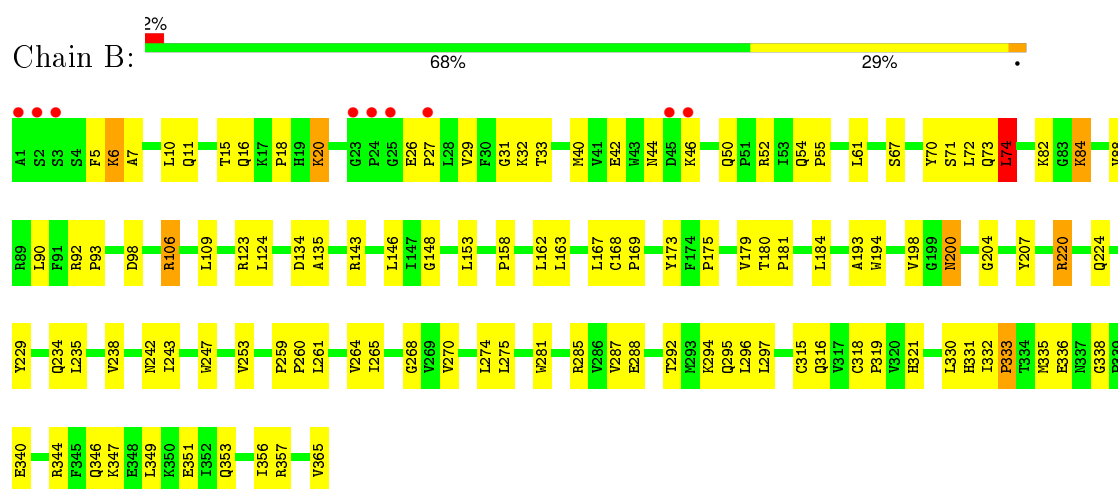 2%
Chain B:
68% 29% •
A1 S2 S3 S4 F5 K6 A7 L10 Q11 T15 Q16 K17 P18 H19 K20 G23 P24 G25 E26 P27 L28 V29 F30 G31 K32 T33 M40 V41 E42 W43 N44 D45 K46 Q50 P51 R52 I53 Q54 P55 L61 S67 Y70 S71 L72 Q73 L74 K82 G83 K84 V88
R89 L90 F91 R92 P93 D98 R106 L109 R123 L124 D134 A135 R143 L146 I147 G148 L153 P158 L162 L163 L167 C168 P169 Y173 F174 P175 V179 T180 P181 L184 A193 W194 V198 G199 N200 G204 Y207 R220 Q224
Y229 Q234 L235 V238 N242 I243 W247 V253 P259 P260 L261 V264 I265 G268 V269 V270 L274 L275 W281 R285 V286 V287 E288 T292 M293 K294 Q295 L296 L297 C315 Q316 V317 C318 P319 V320 H321 L330 H331 I332 P333 T334 M335 E336 N337 G338
E340 R344 F345 Q346 K347 E348 L349 K350 E351 I352 Q353 I356 R357 V365